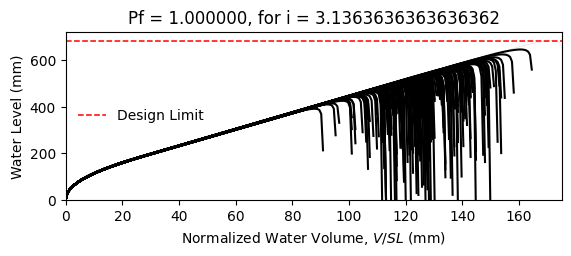 Pf = 1.000000, for i = 3.1363636363636362
600
400
200
0
Water Level (mm)
Design Limit
0 20 40 60 80 100 120 140 160
Normalized Water Volume, V/SL (mm)